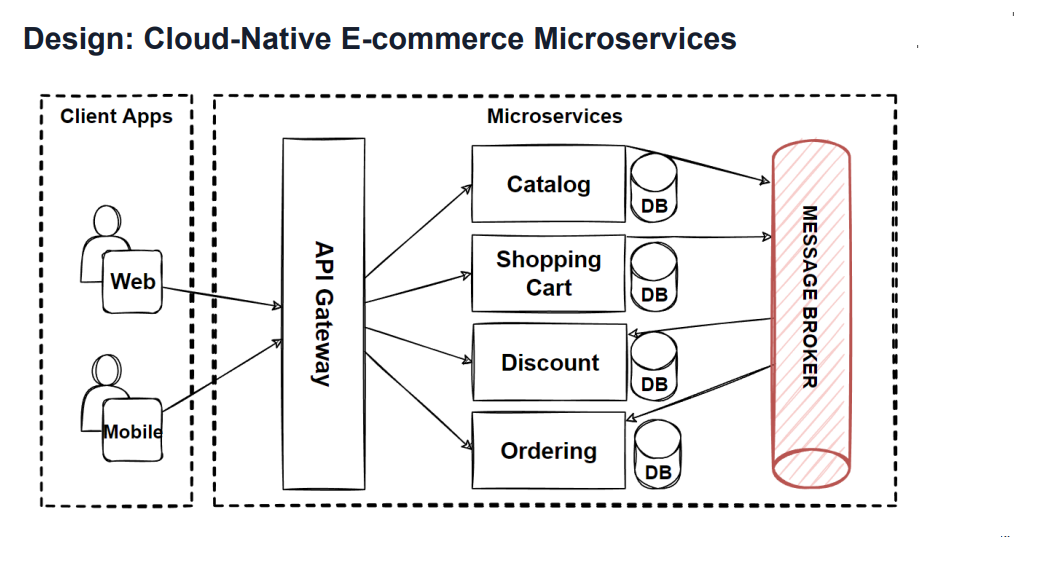 Design: Cloud-Native E-commerce Microservices
Client Apps
Microservices
Web
Mobile
API Gateway
Catalog
DB
Shopping
Cart
DB
Discount
DB
Ordering
DB
MESSAGE BROKER
...